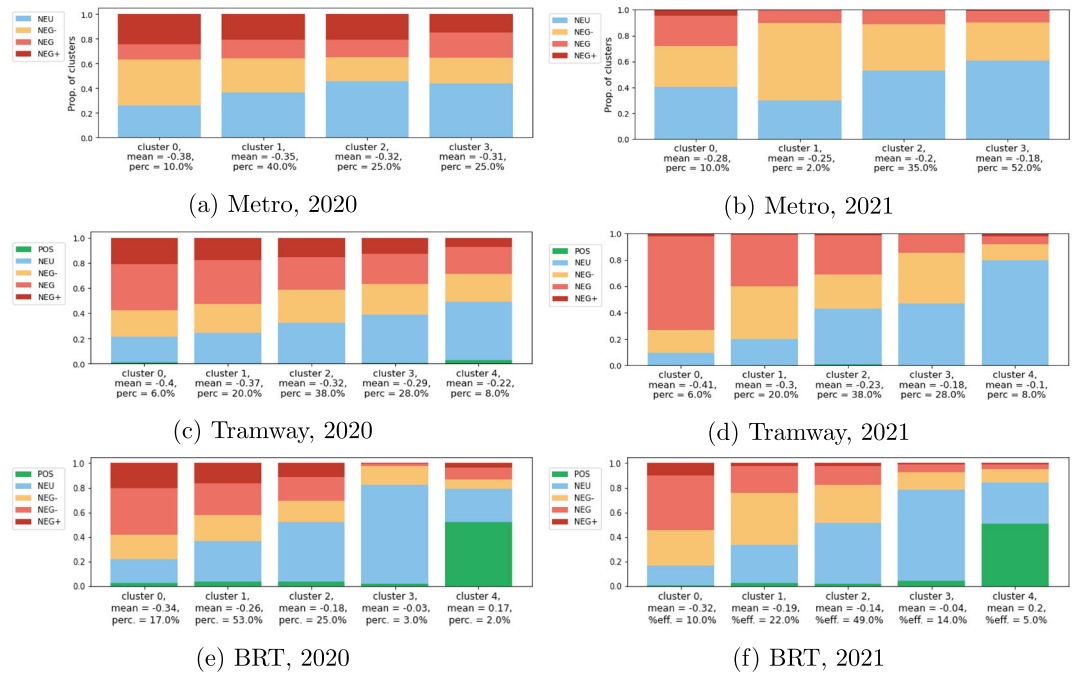 NEU
NEG-
NEG
NEG+
Prop. of clusters
1.0
0.8
0.6
0.4
0.2
0.0
cluster 0,
mean = -0.38,
perc = 10.0%
cluster 1,
mean = -0.35,
perc = 40.0%
cluster 2,
mean = -0.32,
perc = 25.0%
cluster 3,
mean = -0.31,
perc = 25.0%
(a) Metro, 2020
NEU
NEG-
NEG
NEG+
Prop. of clusters
1.0
0.8
0.6
0.4
0.2
0.0
cluster 0,
mean = -0.28,
perc = 10.0%
cluster 1,
mean = -0.25,
perc = 2.0%
cluster 2,
mean = -0.2,
perc = 35.0%
cluster 3,
mean = -0.18,
perc = 52.0%
(b) Metro, 2021
POS
NEU
NEG-
NEG
NEG+
1.0
0.8
0.6
0.4
0.2
0.0
cluster 0,
mean = -0.4,
perc = 6.0%
cluster 1,
mean = -0.37,
perc = 20.0%
cluster 2,
mean = -0.32,
perc = 38.0%
cluster 3,
mean = -0.29,
perc = 28.0%
cluster 4,
mean = -0.22,
perc = 8.0%
(c) Tramway, 2020
POS
NEU
NEG-
NEG
NEG+
1.0
0.8
0.6
0.4
0.2
0.0
cluster 0,
mean = -0.41,
perc = 6.0%
cluster 1,
mean = -0.3,
perc = 20.0%
cluster 2,
mean = -0.23,
perc = 38.0%
cluster 3,
mean = -0.18,
perc = 28.0%
cluster 4,
mean = -0.1,
perc = 8.0%
(d) Tramway, 2021
POS
NEU
NEG-
NEG-
NEG+
1.0
0.8
0.6
0.4
0.2
0.0
cluster 0,
mean = -0.34,
perc. = 17.0%
cluster 1,
mean = -0.26,
perc. = 53.0%
cluster 2,
mean = -0.18,
perc. = 25.0%
cluster 3,
mean = -0.03,
perc. = 3.0%
cluster 4,
mean = 0.17,
perc. = 2.0%
(e) BRT, 2020
POS
NEU
NEG-
NEG
NEG+
1.0
0.8
0.6
0.4
0.2
0.0
cluster 0,
mean = -0.32,
%eff. = 10.0%
cluster 1,
mean = -0.19,
%eff. = 22.0%
cluster 2,
mean = -0.14,
%eff. = 49.0%
cluster 3,
mean = -0.04,
%eff. = 14.0%
cluster 4,
mean = 0.2,
%eff. = 5.0%
(f) BRT, 2021